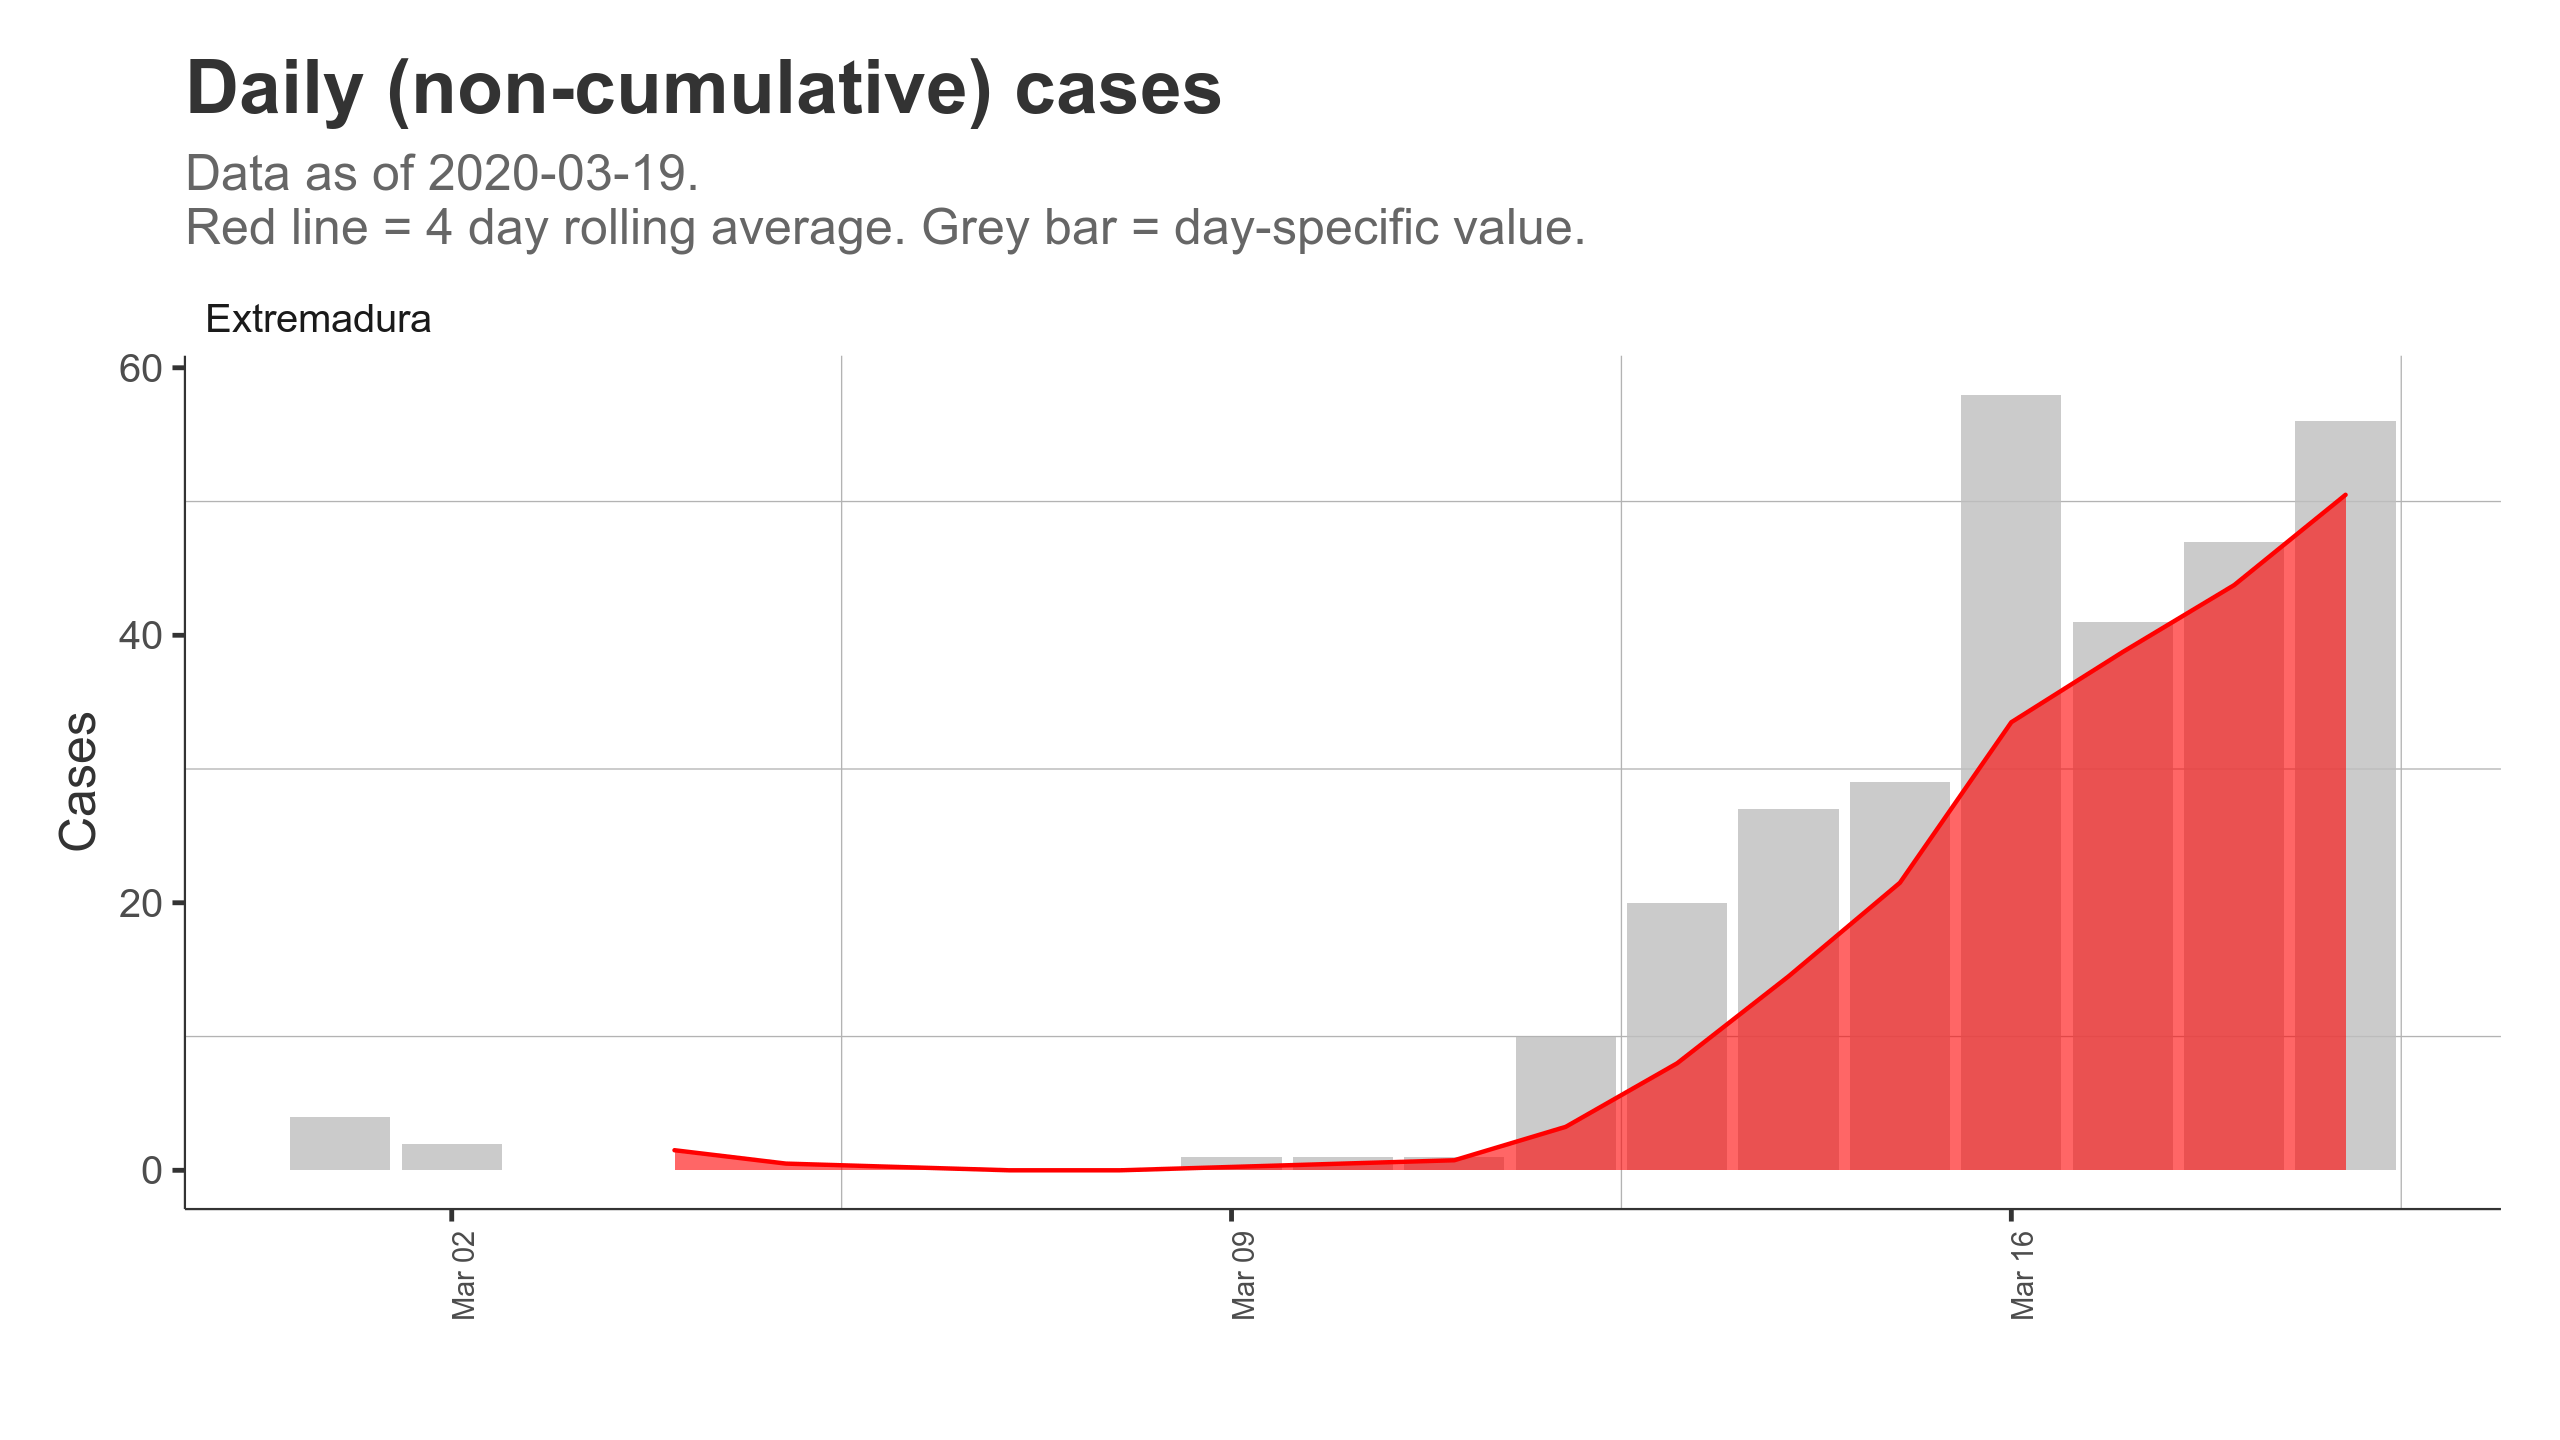 Daily (non-cumulative) cases
Data as of 2020-03-19.
Red line = 4 day rolling average. Grey bar = day-specific value.
Extremadura
60
40
20
0
Cases
Mar 02
Mar 09
Mar 16